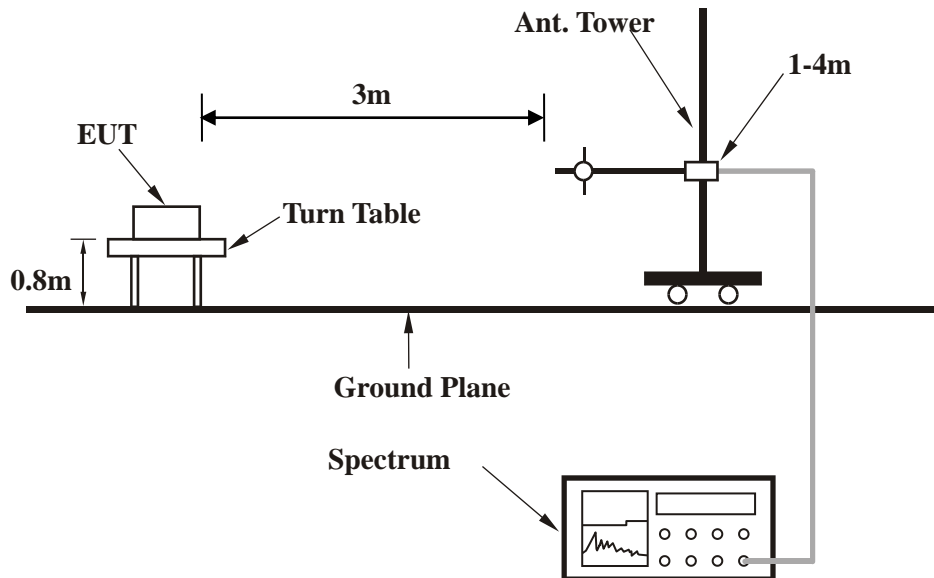 Ant. Tower
1-4m
3m
EUT
Turn Table
0.8m
Ground Plane
Spectrum